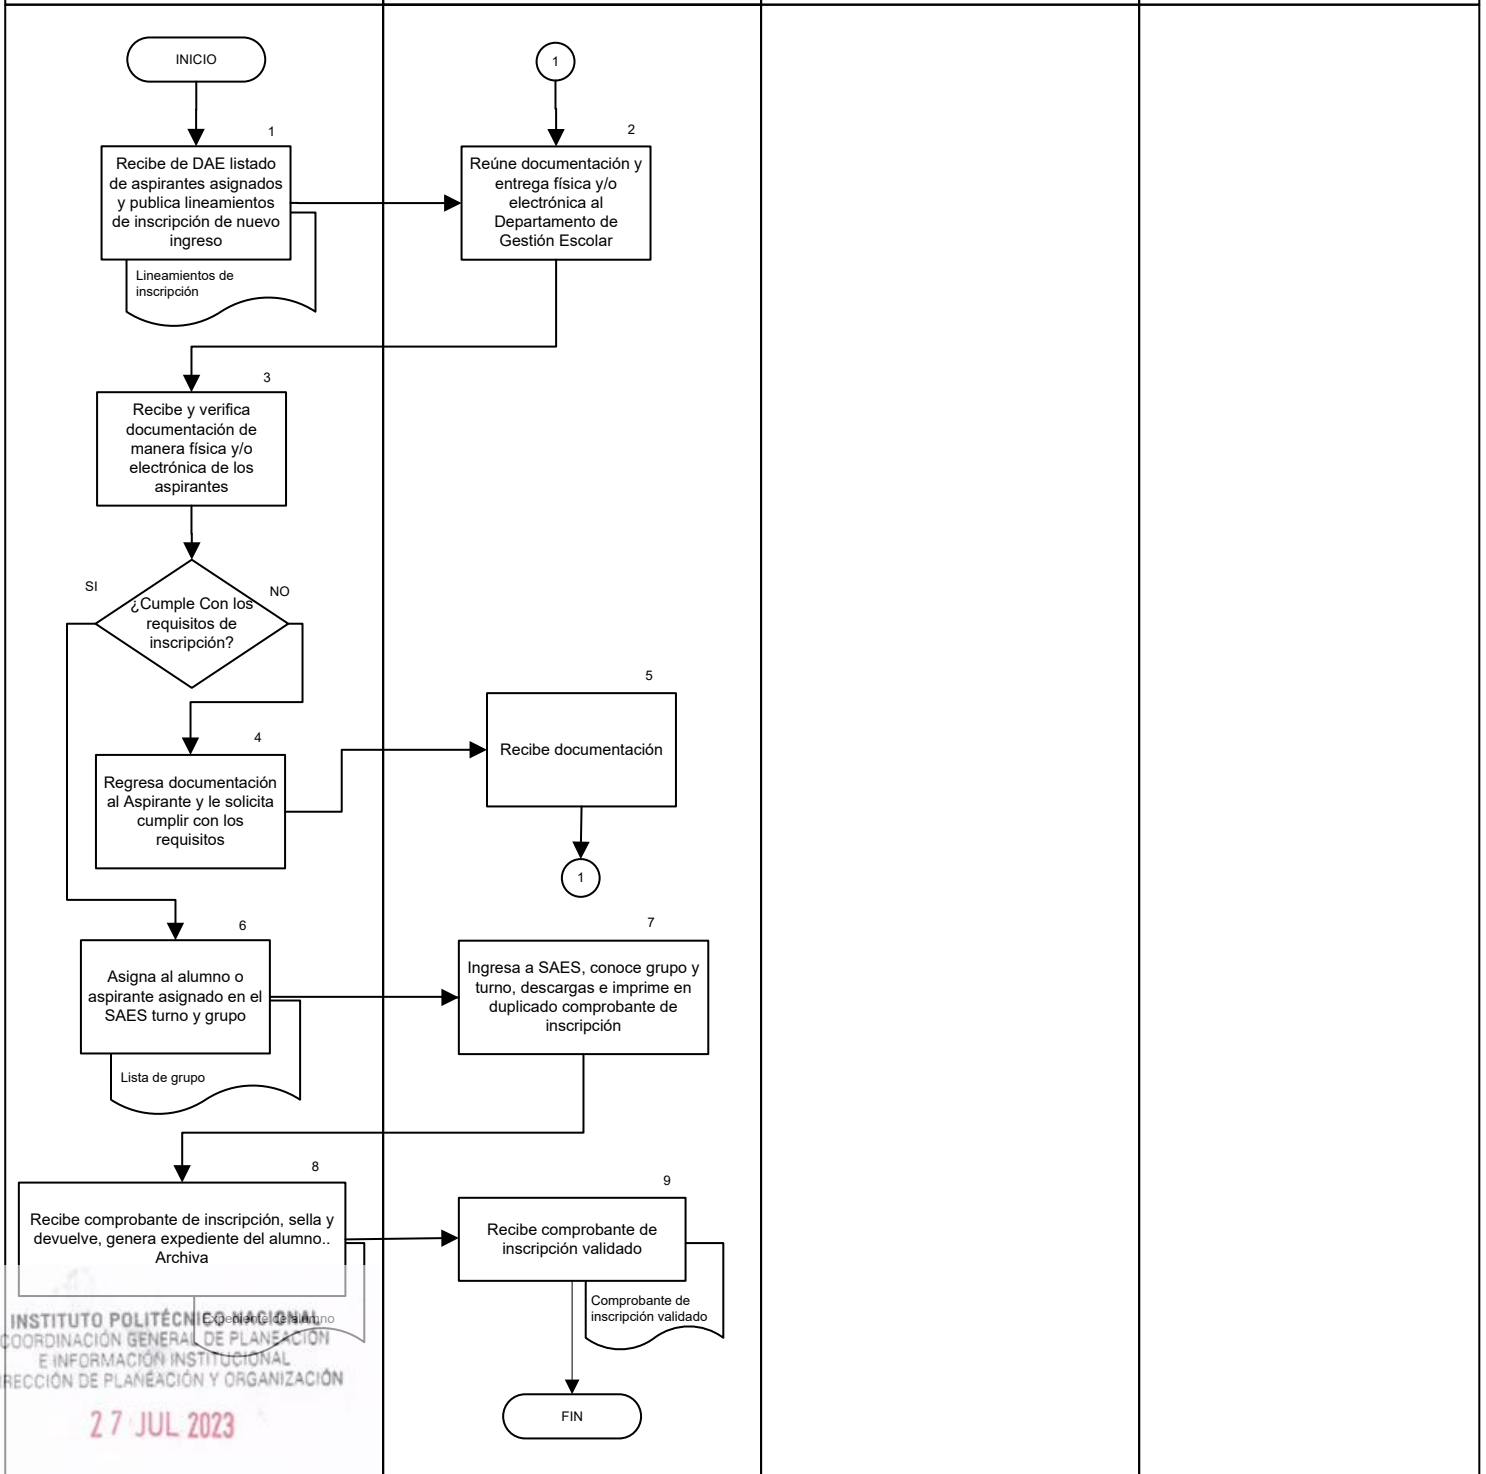 INICIO
1
1
Recibe de DAE listado
de aspirantes asignados
y publica lineamientos
de inscripción de nuevo
ingreso
Lineamientos de
inscripción
2
Reúne documentación y
entrega física y/o
electrónica al
Departamento de
Gestión Escolar
3
Recibe y verifica
documentación de
manera física y/o
electrónica de los
aspirantes
SI
NO
¿Cumple Con los
requisitos de
inscripción?
4
Regresa documentación
al Aspirante y le solicita
cumplir con los
requisitos
5
Recibe documentación
1
6
Asigna al alumno o
aspirante asignado en el
SAES turno y grupo
Lista de grupo
7
Ingresa a SAES, conoce grupo y
turno, descargas e imprime en
duplicado comprobante de
inscripción
8
Recibe comprobante de inscripción, sella y
devuelve, genera expediente del alumno..
Archiva
Expediente de alumno
9
Recibe comprobante de
inscripción validado
Comprobante de
inscripción validado
FIN
INSTITUTO POLITÉCNICO NACIONAL
COORDINACIÓN GENERAL DE PLANEACIÓN
E INFORMACIÓN INSTITUCIONAL
RECCIÓN DE PLANEACIÓN Y ORGANIZACIÓN
27 JUL 2023